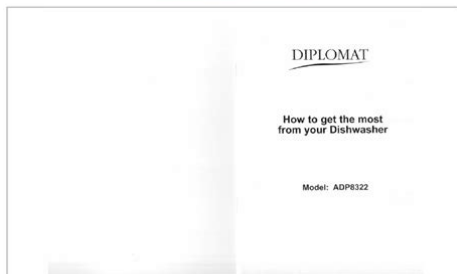 DIPLOMAT
How to get the most
from your Dishwasher
Model: ADP8322